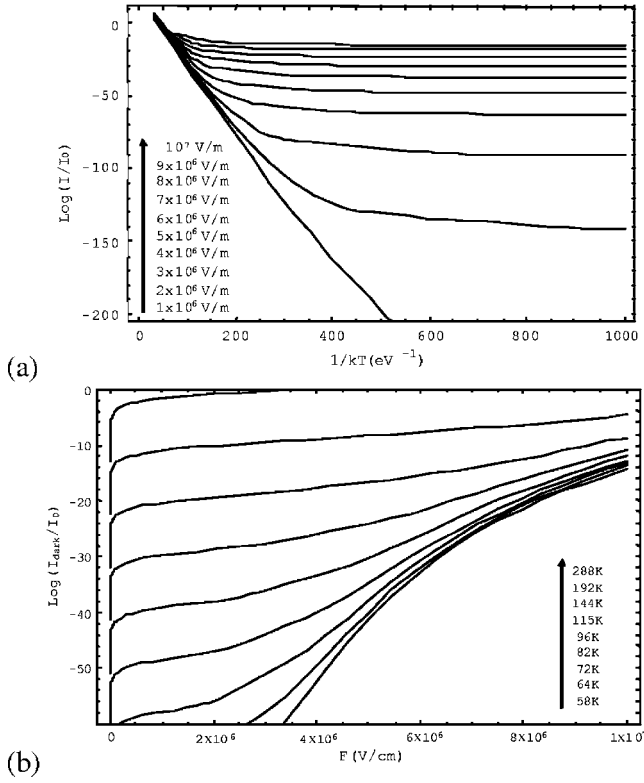 0
-50
-100
-150
-200
Log(I/I₀)
10⁷ V/m
9x10⁶ V/m
8x10⁶ V/m
7x10⁶ V/m
6x10⁶ V/m
5x10⁶ V/m
4x10⁶ V/m
3x10⁶ V/m
2x10⁶ V/m
1x10⁶ V/m
0 200 400 600 800 1000
1/kT(eV ⁻¹)
(a)
0
-10
-20
-30
-40
-50
Log(I_dark/I₀)
288K
192K
144K
115K
96K
82K
72K
64K
58K
0 2x10⁶ 4x10⁶ 6x10⁶ 8x10⁶ 1x10⁷
F(V/cm)
(b)